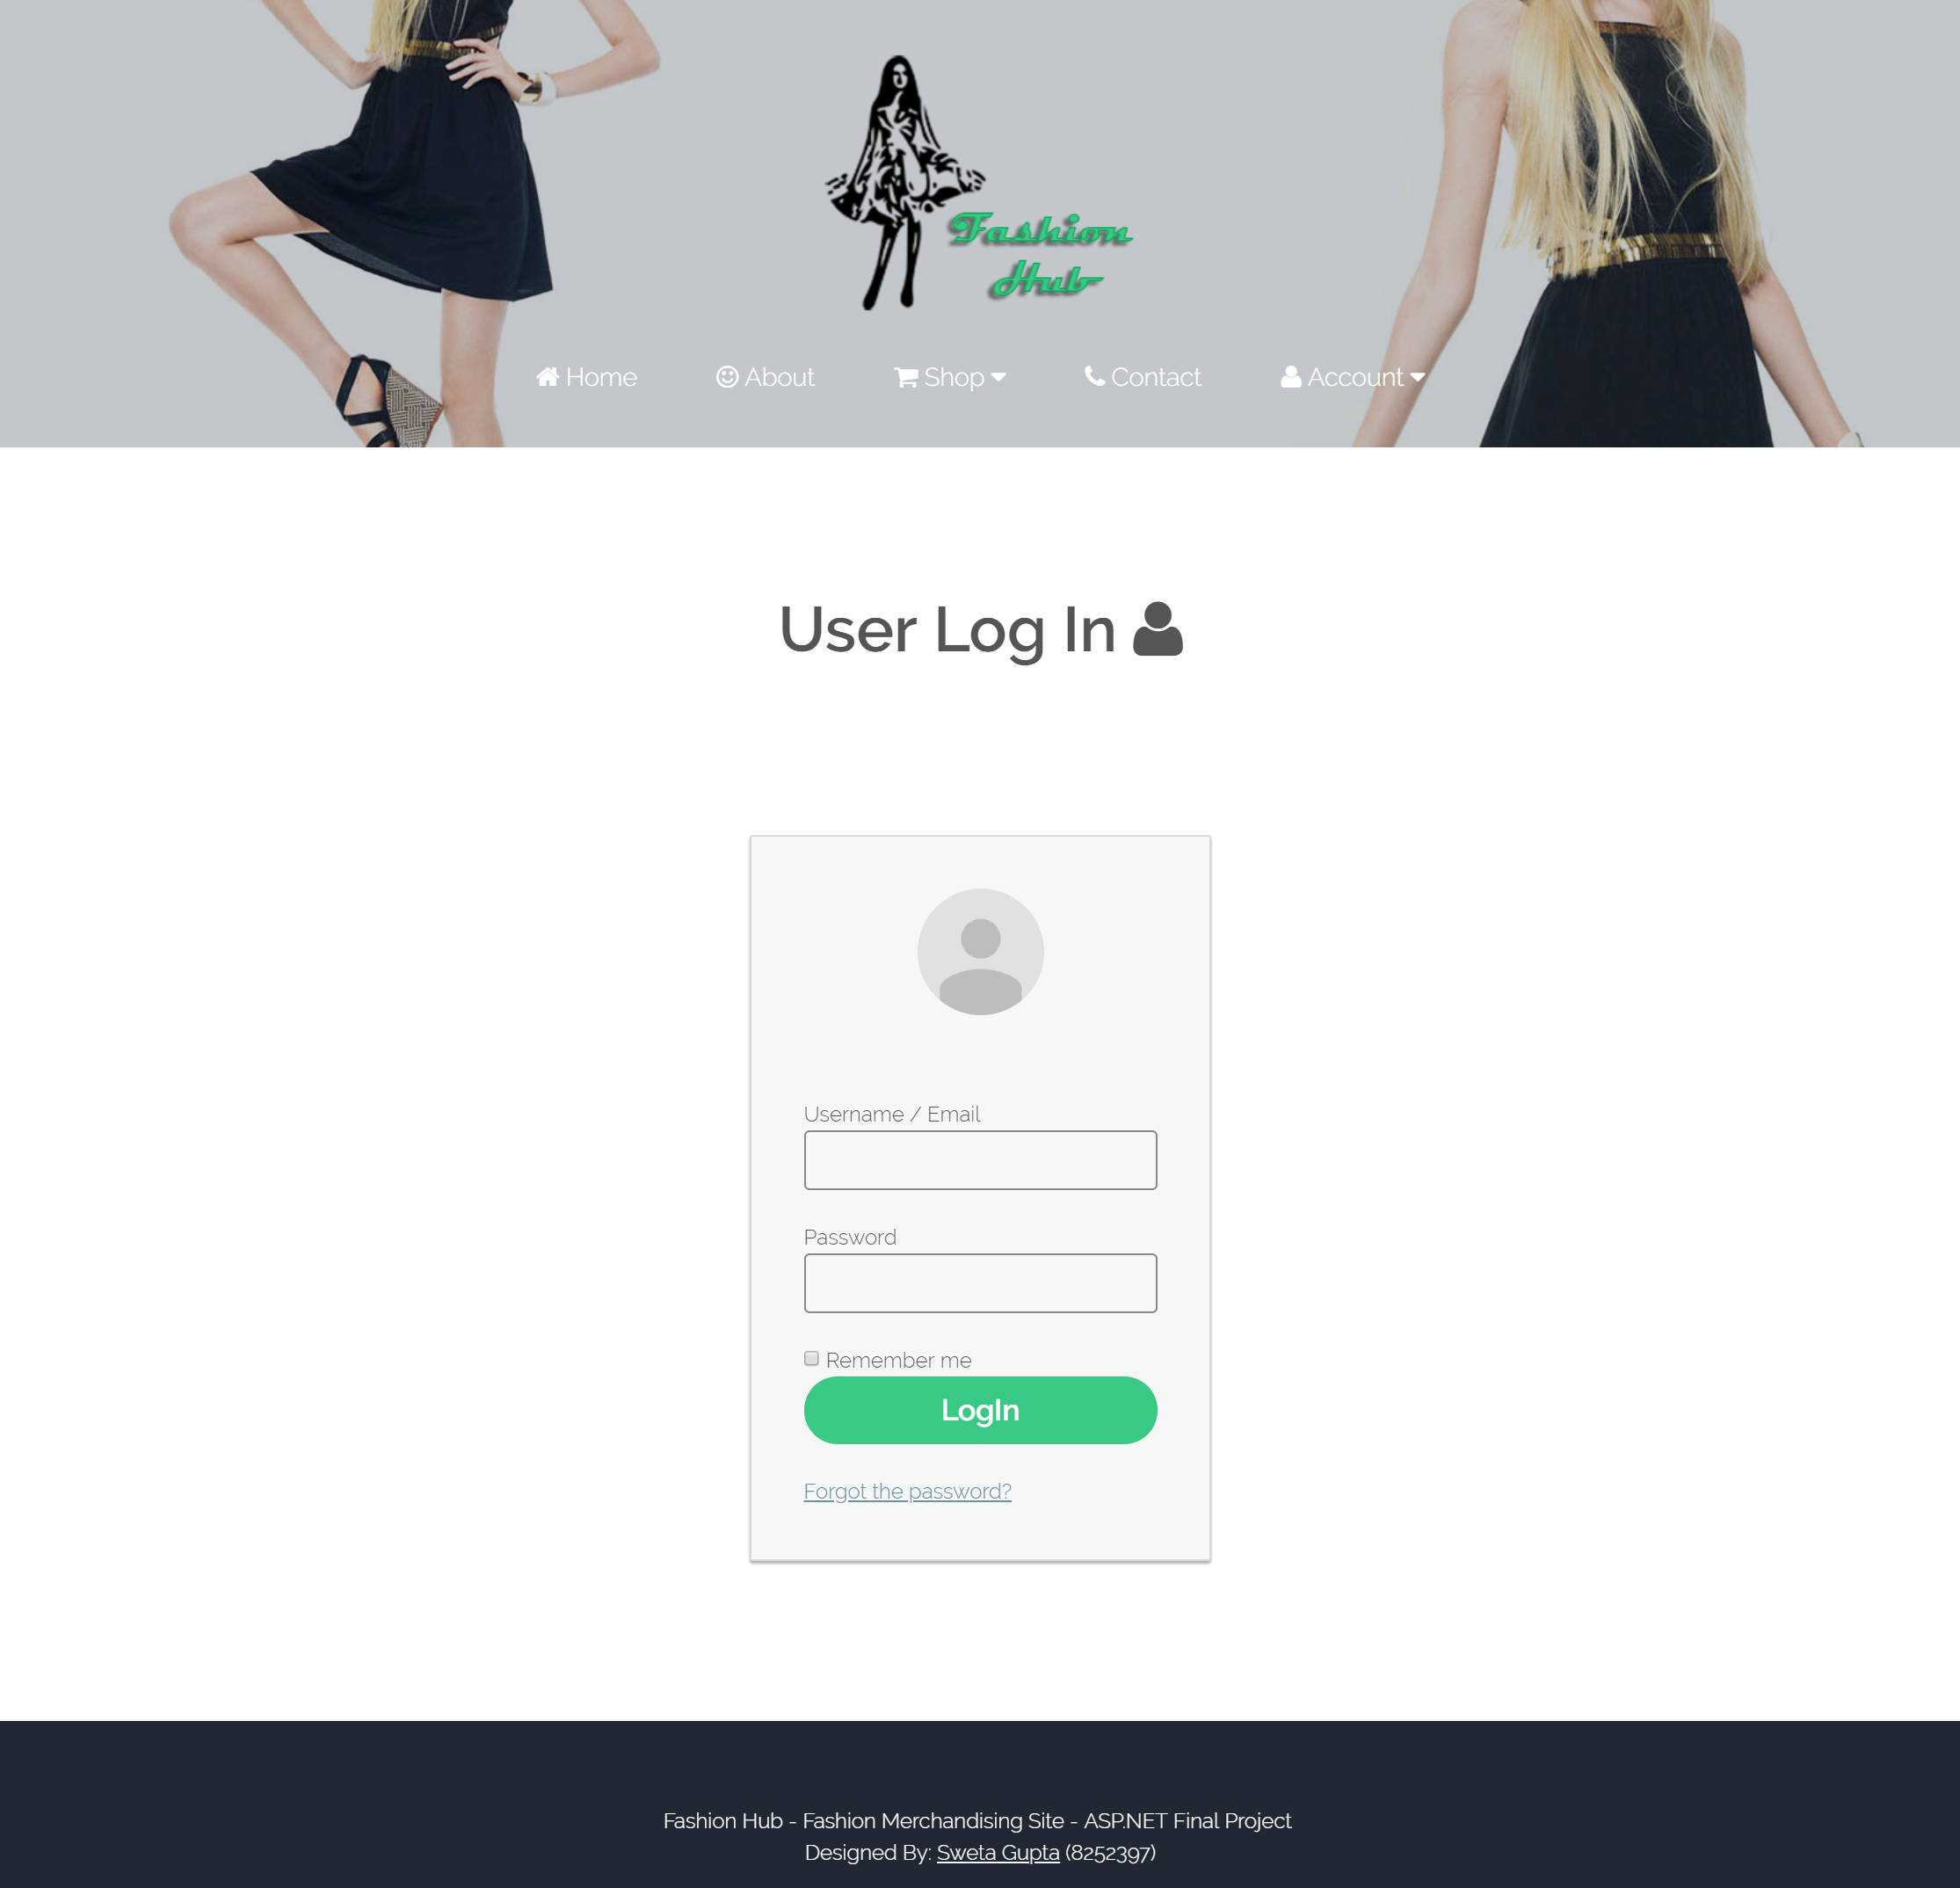 Fashion
Hub
Home About Shop Contact Account
User Log In
Username / Email
Password
Remember me
LogIn
Forgot the password?
Fashion Hub - Fashion Merchandising Site - ASP.NET Final Project
Designed By: Sweta Gupta (8252397)